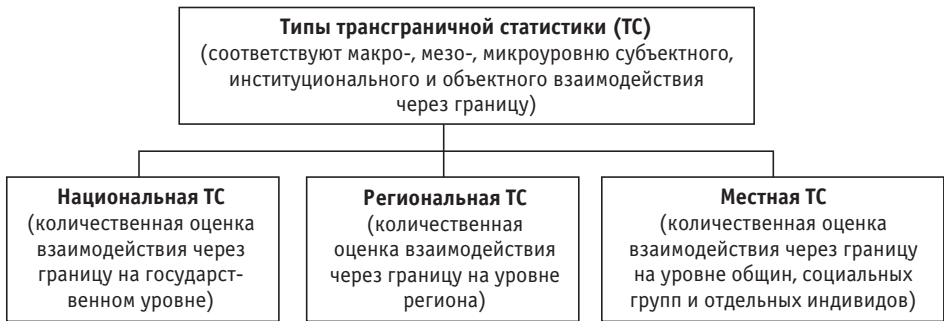 Типы трансграничной статистики (ТС)
(соответствуют макро-, мезо-, микроуровню субъектного,
институционального и объектного взаимодействия
через границу)
Национальная ТС
(количественная оценка
взаимодействия через
границу на государст-
венном уровне)
Региональная ТС
(количественная
оценка взаимодействия
через границу на уровне
региона)
Местная ТС
(количественная оценка
взаимодействия через границу
на уровне общин, социальных
групп и отдельных индивидов)